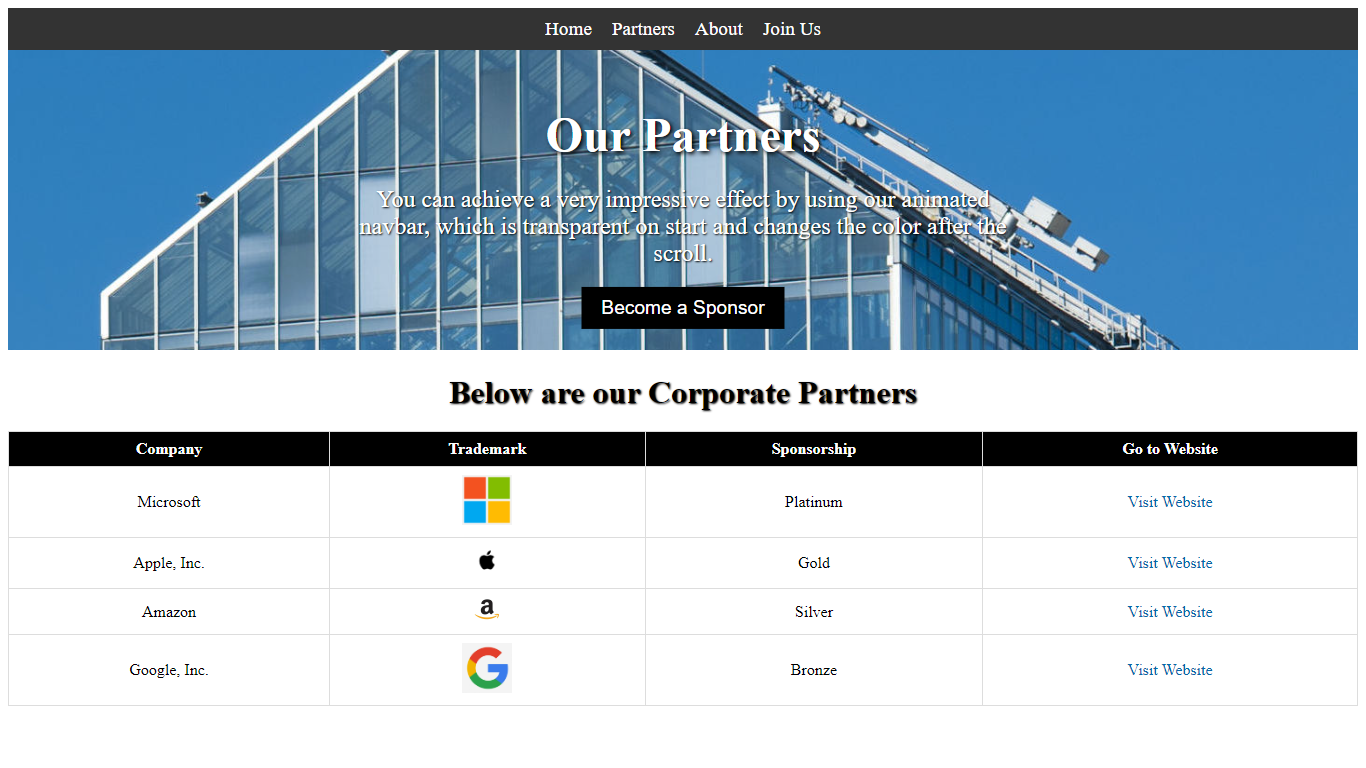 Home Partners About Join Us
Our Partners
You can achieve a very impressive effect by using our animated
navbar, which is transparent on start and changes the color after the
scroll.
Become a Sponsor
Below are our Corporate Partners
Company Trademark Sponsorship Go to Website
Microsoft Platinum Visit Website
Apple, Inc. Gold Visit Website
Amazon a Silver Visit Website
Google, Inc. G Bronze Visit Website